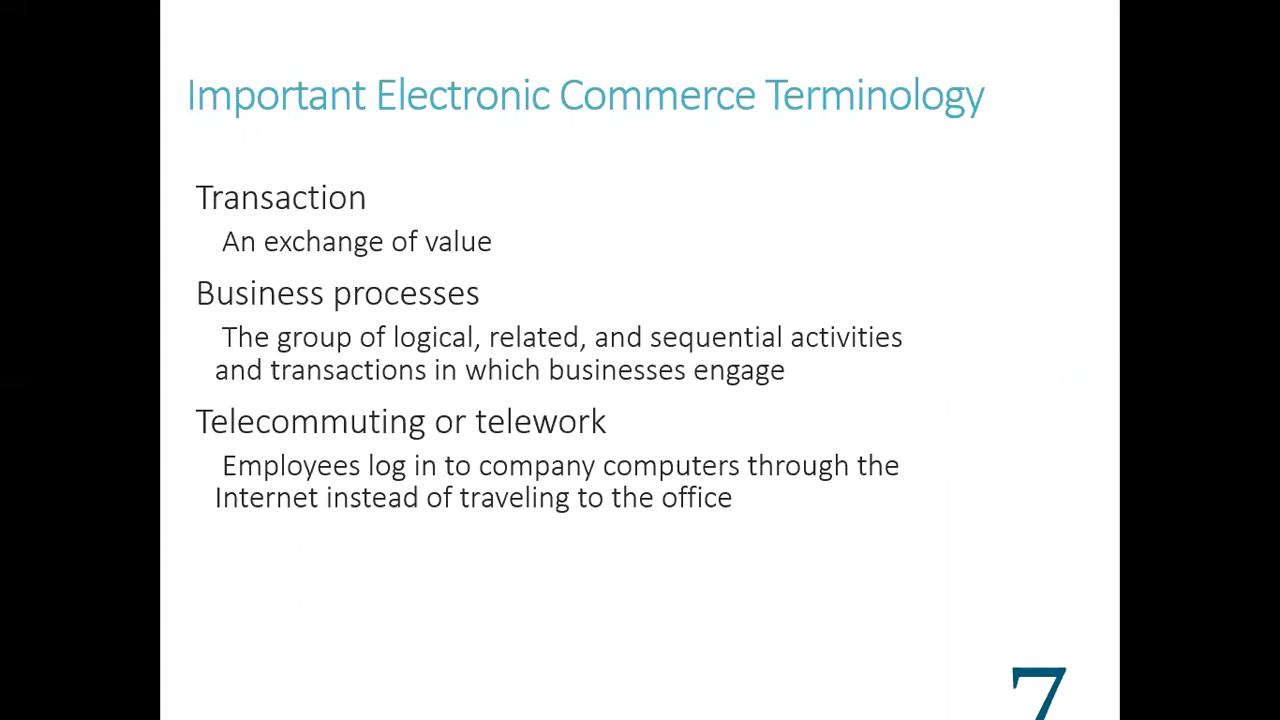 Important Electronic Commerce Terminology
Transaction
An exchange of value
Business processes
The group of logical, related, and sequential activities
and transactions in which businesses engage
Telecommuting or telework
Employees log in to company computers through the
Internet instead of traveling to the office
7